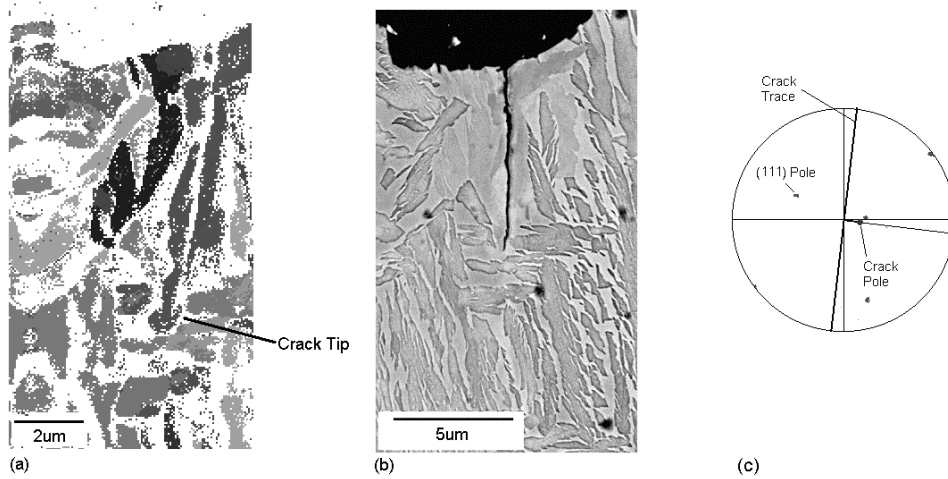 Crack Tip
2um
(a)
5um
(b)
Crack
Trace
(111) Pole
Crack
Pole
(c)